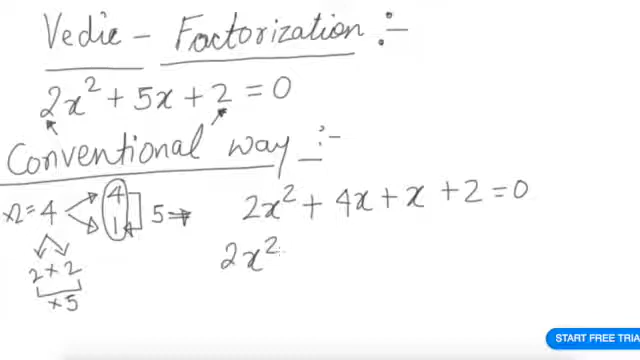 Vedic - Factorization :-
2x² + 5x + 2 = 0
Conventional way :-
x2 = 4 4 1 5 2x² + 4x + x + 2 = 0
2 x 2 2x²
x 5
START FREE TRIA